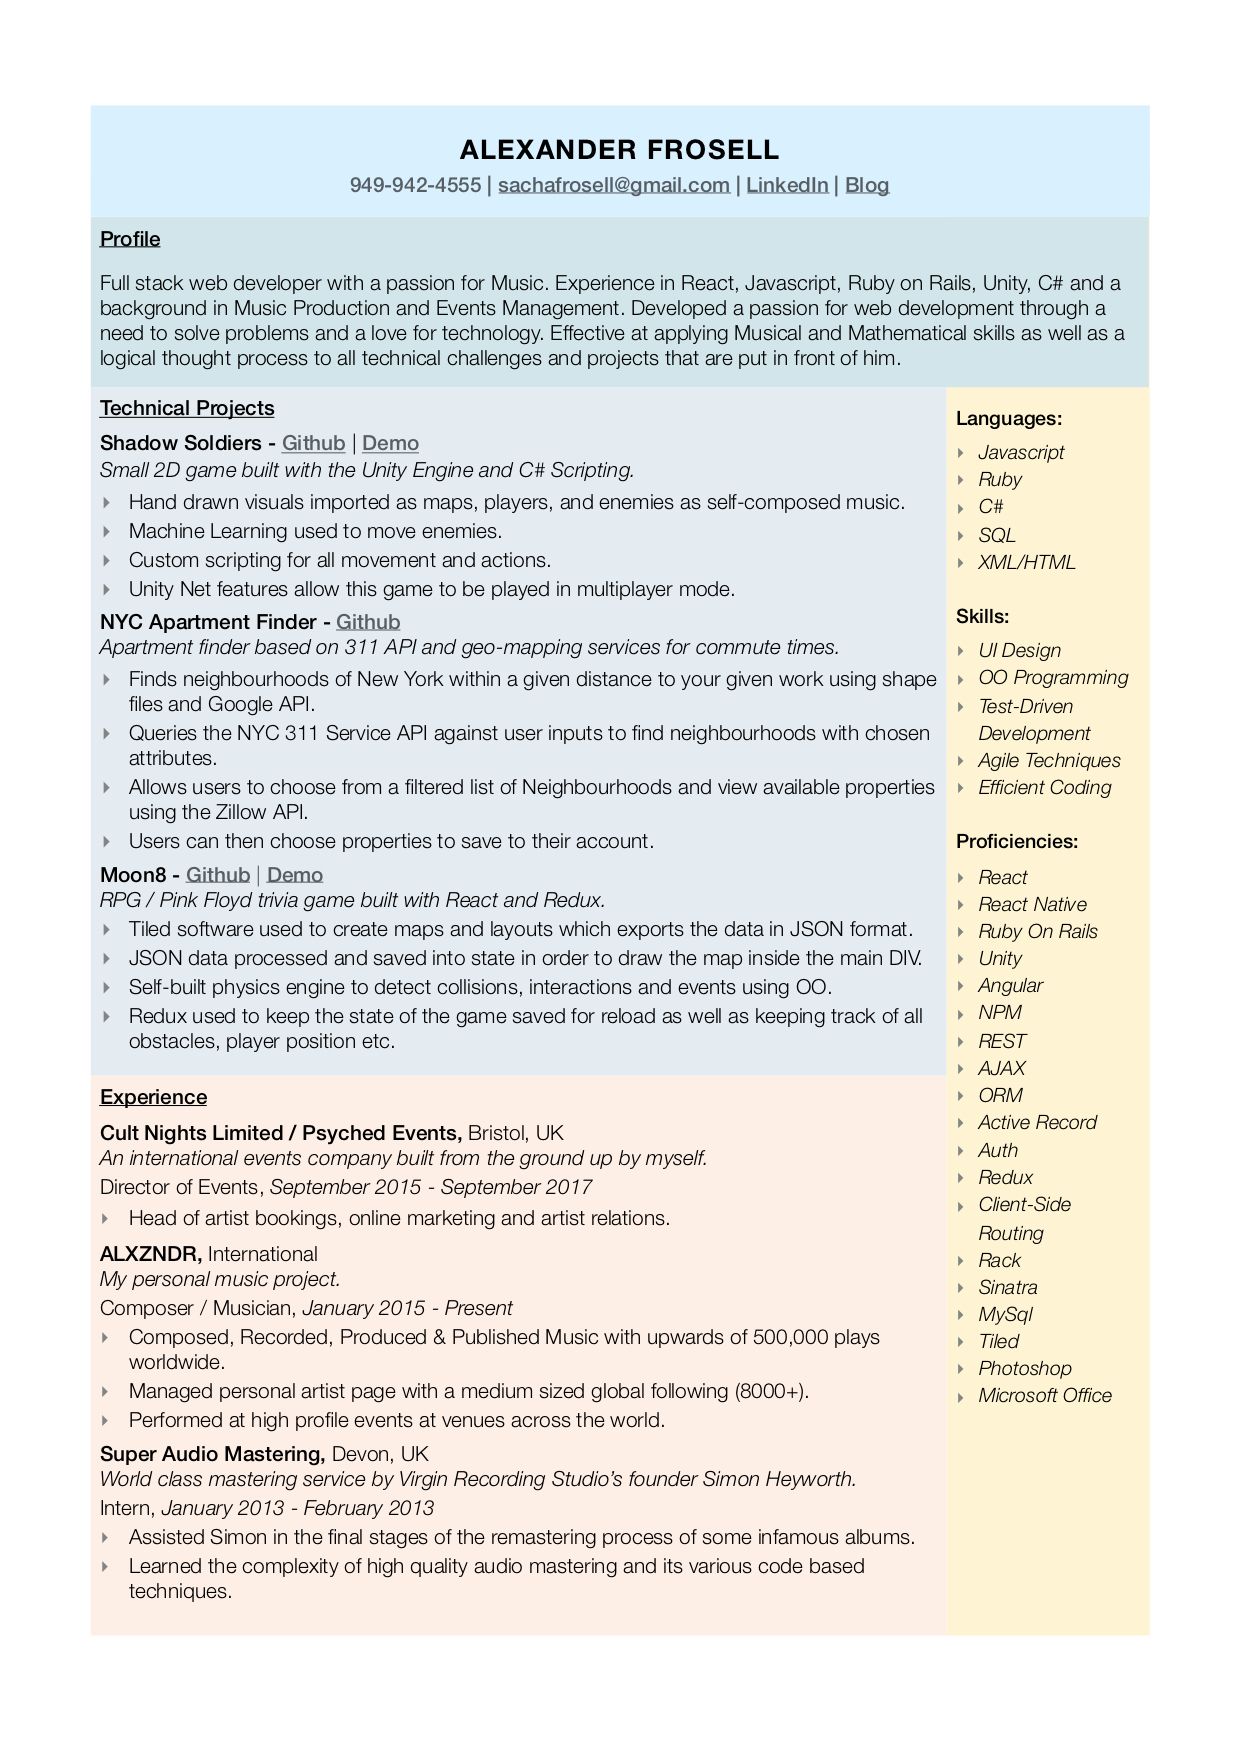 ALEXANDER FROSELL
949-942-4555 | sachafrosell@gmail.com | LinkedIn | Blog
Profile
Full stack web developer with a passion for Music. Experience in React, Javascript, Ruby on Rails, Unity, C# and a
background in Music Production and Events Management. Developed a passion for web development through a
need to solve problems and a love for technology. Effective at applying Musical and Mathematical skills as well as a
logical thought process to all technical challenges and projects that are put in front of him.
Technical Projects
Shadow Soldiers - Github | Demo
Small 2D game built with the Unity Engine and C# Scripting.
Hand drawn visuals imported as maps, players, and enemies as self-composed music.
Machine Learning used to move enemies.
Custom scripting for all movement and actions.
Unity Net features allow this game to be played in multiplayer mode.
NYC Apartment Finder - Github
Apartment finder based on 311 API and geo-mapping services for commute times.
Finds neighbourhoods of New York within a given distance to your given work using shape
files and Google API.
Queries the NYC 311 Service API against user inputs to find neighbourhoods with chosen
attributes.
Allows users to choose from a filtered list of Neighbourhoods and view available properties
using the Zillow API.
Users can then choose properties to save to their account.
Moon8 - Github | Demo
RPG / Pink Floyd trivia game built with React and Redux.
Tiled software used to create maps and layouts which exports the data in JSON format.
JSON data processed and saved into state in order to draw the map inside the main DIV.
Self-built physics engine to detect collisions, interactions and events using OO.
Redux used to keep the state of the game saved for reload as well as keeping track of all
obstacles, player position etc.
Experience
Cult Nights Limited / Psyched Events, Bristol, UK
An international events company built from the ground up by myself.
Director of Events, September 2015 - September 2017
Head of artist bookings, online marketing and artist relations.
ALXZNDR, International
My personal music project.
Composer / Musician, January 2015 - Present
Composed, Recorded, Produced & Published Music with upwards of 500,000 plays
worldwide.
Managed personal artist page with a medium sized global following (8000+).
Performed at high profile events at venues across the world.
Super Audio Mastering, Devon, UK
World class mastering service by Virgin Recording Studio's founder Simon Heyworth.
Intern, January 2013 - February 2013
Assisted Simon in the final stages of the remastering process of some infamous albums.
Learned the complexity of high quality audio mastering and its various code based
techniques.
Languages:
Javascript
Ruby
C#
SQL
XML/HTML
Skills:
UI Design
OO Programming
Test-Driven
Development
Agile Techniques
Efficient Coding
Proficiencies:
React
React Native
Ruby On Rails
Unity
Angular
NPM
REST
AJAX
ORM
Active Record
Auth
Redux
Client-Side
Routing
Rack
Sinatra
MySql
Tiled
Photoshop
Microsoft Office